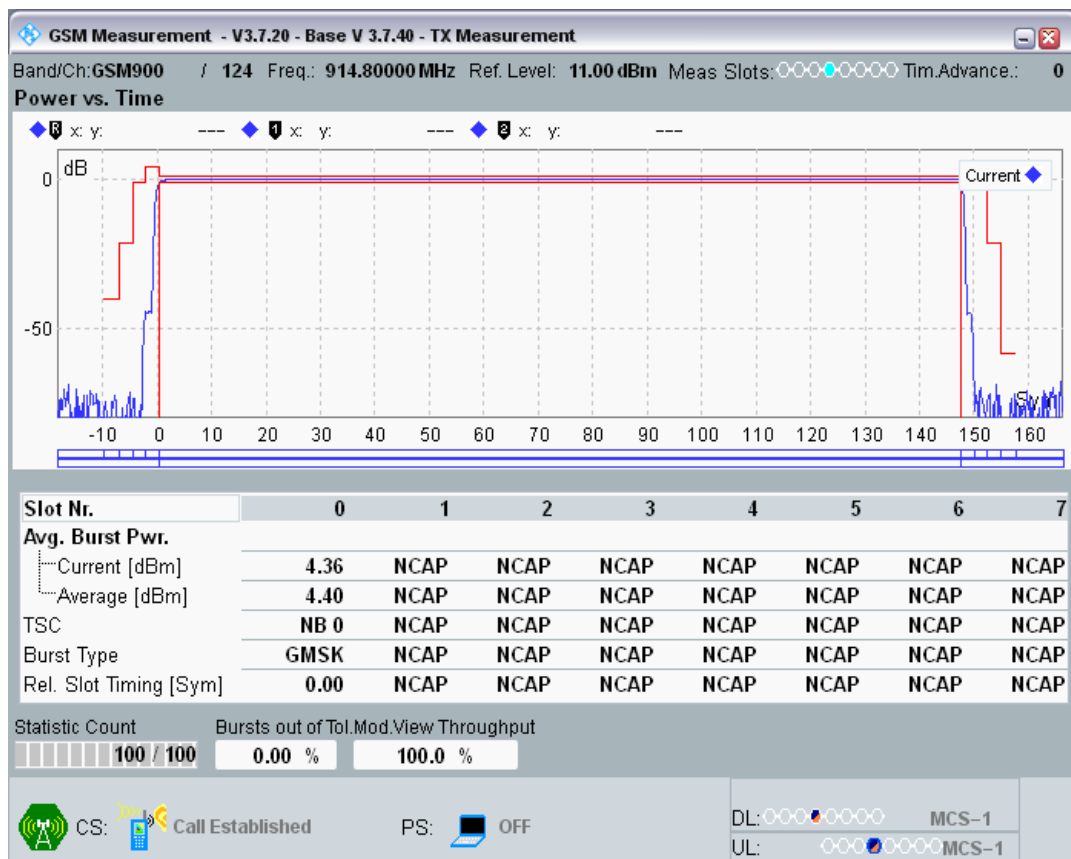 GSM Measurement - V3.7.20 - Base V 3.7.40 - TX Measurement
Band/Ch:GSM900 / 124 Freq.: 914.80000 MHz Ref. Level: 11.00 dBm Meas Slots: Tim.Advance.: 0
Power vs. Time
R x: y: --- 1 x: y: --- 2 x: y: ---
dB
Current
0
-50
Sym
-10 0 10 20 30 40 50 60 70 80 90 100 110 120 130 140 150 160
Slot Nr. 0 1 2 3 4 5 6 7
Avg. Burst Pwr.
Current [dBm] 4.36 NCAP NCAP NCAP NCAP NCAP NCAP NCAP
Average [dBm] 4.40 NCAP NCAP NCAP NCAP NCAP NCAP NCAP
TSC NB 0 NCAP NCAP NCAP NCAP NCAP NCAP NCAP
Burst Type GMSK NCAP NCAP NCAP NCAP NCAP NCAP NCAP
Rel. Slot Timing [Sym] 0.00 NCAP NCAP NCAP NCAP NCAP NCAP NCAP
Statistic Count Bursts out of Tol. Mod.View Throughput
100 / 100 0.00 % 100.0 %
CS: Call Established PS: OFF DL: MCS-1
UL: MCS-1